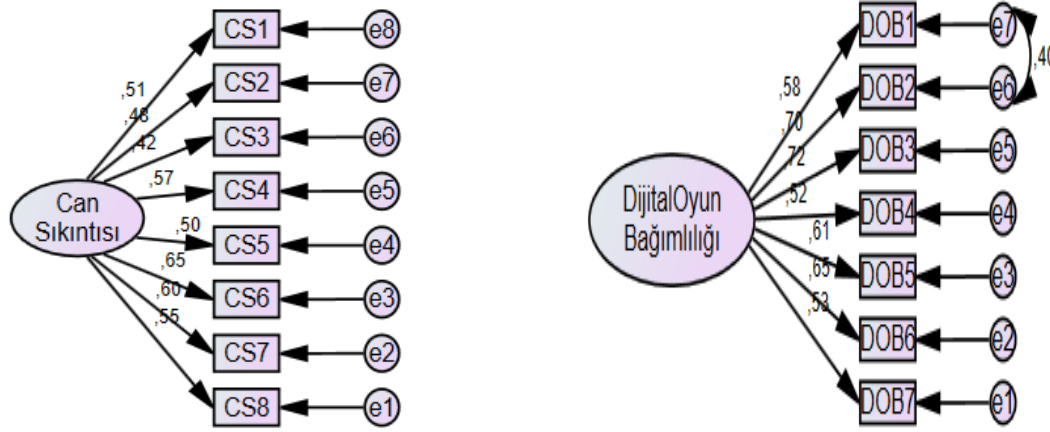 CS1
e8
CS2
e7
CS3
e6
CS4
e5
CS5
e4
CS6
e3
CS7
e2
CS8
e1
,51
,48
,42
,57
,50
,65
,60
,55
Can
Sıkıntısı
DOB1
e7
DOB2
e6
DOB3
e5
DOB4
e4
DOB5
e3
DOB6
e2
DOB7
e1
,40
,58
,70
,72
,52
,61
,65
,53
DijitalOyun
Bağımlılığı